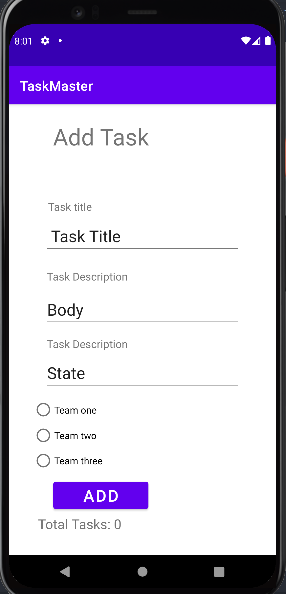 8:01
TaskMaster
Add Task
Task title
Task Title
Task Description
Body
Task Description
State
Team one
Team two
Team three
ADD
Total Tasks: 0